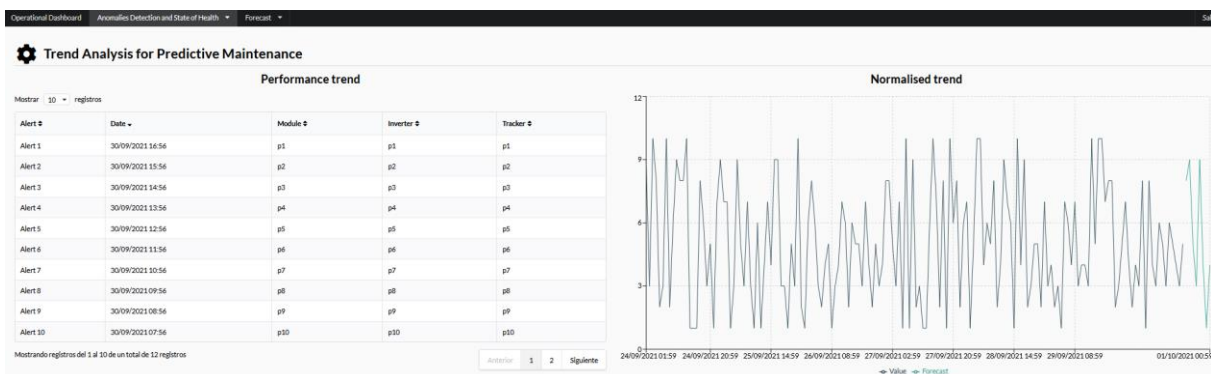 Operational Dashboard Anomalies Detection and State of Health Forecast
Trend Analysis for Predictive Maintenance
Performance trend
Mostrar 10 registros
Alert Date Module Inverter Tracker
Alert 1 30/09/2021 16:56 p1 p1 p1
Alert 2 30/09/2021 15:56 p2 p2 p2
Alert 3 30/09/2021 14:56 p3 p3 p3
Alert 4 30/09/2021 13:56 p4 p4 p4
Alert 5 30/09/2021 12:56 p5 p5 p5
Alert 6 30/09/2021 11:56 p6 p6 p6
Alert 7 30/09/2021 10:56 p7 p7 p7
Alert 8 30/09/2021 09:56 p8 p8 p8
Alert 9 30/09/2021 08:56 p9 p9 p9
Alert 10 30/09/2021 07:56 p10 p10 p10
Mostrando registros del 1 al 10 de un total de 12 registros
Anterior 1 2 Siguiente
Normalised trend
12
9
6
3
0
24/09/2021 01:59 24/09/2021 20:59 25/09/2021 14:59 26/09/2021 08:59 27/09/2021 02:59 27/09/2021 20:59 28/09/2021 14:59 29/09/2021 08:59 01/10/2021 00:59
Value Forecast